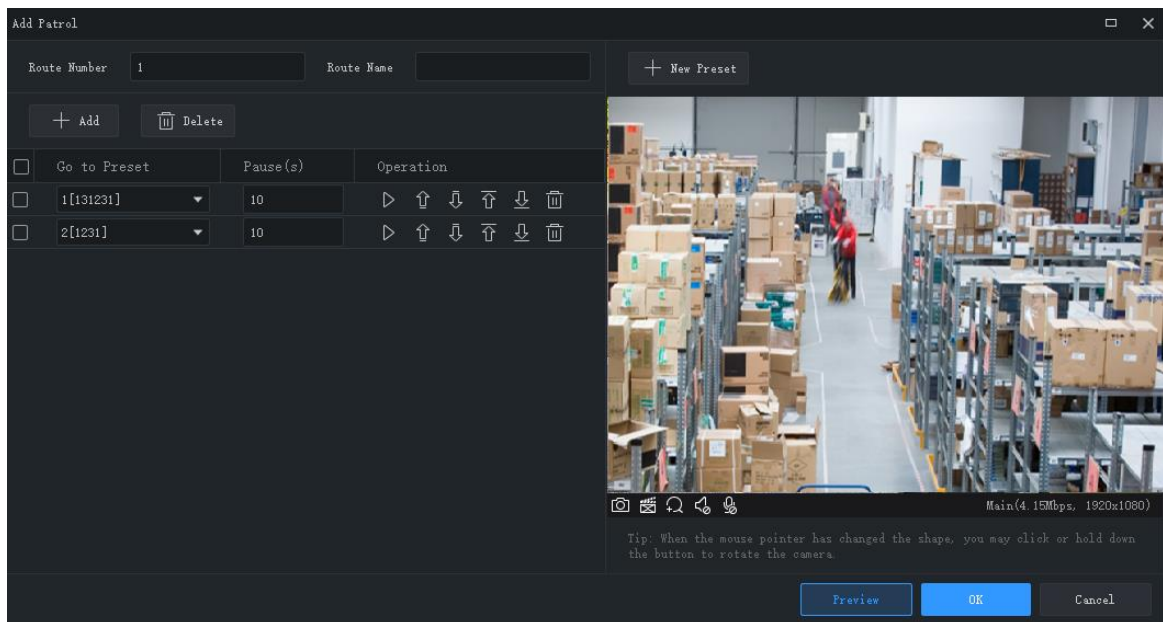 Add Patrol
Route Number 1 Route Name
New Preset
Add Delete
Go to Preset Pause(s) Operation
1[131231] 10
2[1231] 10
Main(4.15Mbps, 1920x1080)
Tip: When the mouse pointer has changed the shape, you may click or hold down
the button to rotate the camera.
Preview OK Cancel